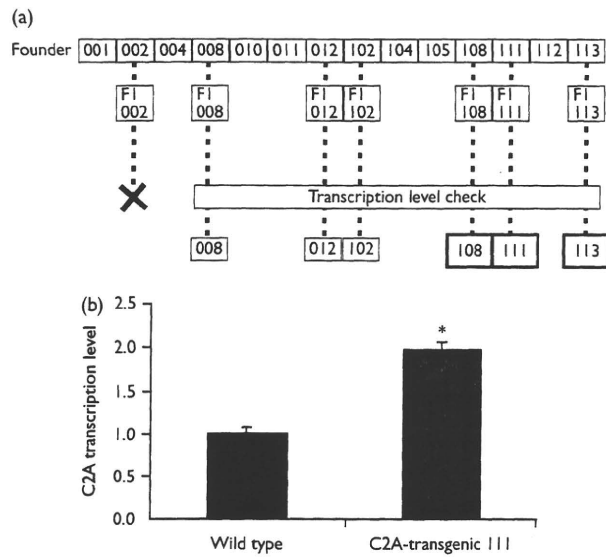 (a)
Founder 001 002 004 008 010 011 012 102 104 105 108 111 112 113
F1 F1 F1 F1 F1 F1 F1
002 008 012 102 108 111 113
Transcription level check
008 012 102 108 111 113
(b)
C2A transcription level
2.5
2.0
1.5
1.0
0.5
0.0
*
Wild type C2A-transgenic 111